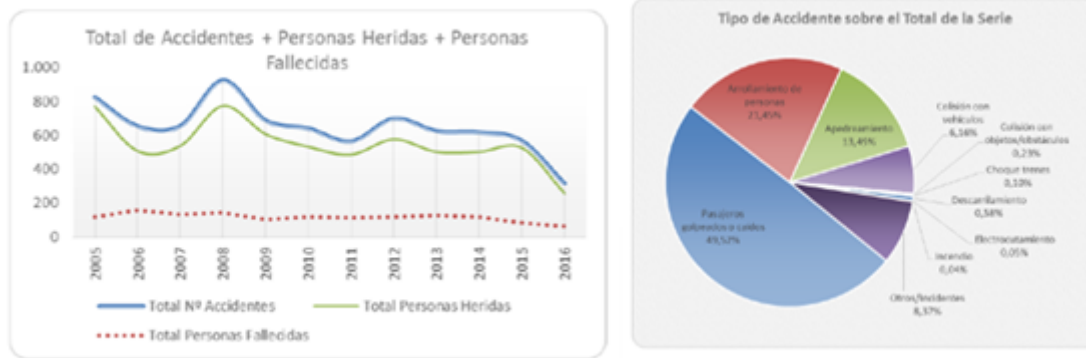 Total de Accidentes + Personas Heridas + Personas
Fallecidas
1.000
800
600
400
200
0
2005
2006
2007
2008
2009
2010
2011
2012
2013
2014
2015
2016
Total Nº Accidentes
Total Personas Heridas
Total Personas Fallecidas
Tipo de Accidente sobre el Total de la Serie
Arrollamiento de
personas
21,45%
Apedreamiento
13,45%
Colisión con
vehículos
6,16%
Colisión con
objetos/obstáculos
0,23%
Choque trenes
0,10%
Descarrilamiento
0,58%
Electrocutamiento
0,05%
Incendio
0,04%
Otros/Incidentes
8,37%
Pasajeros
golpeados o caídos
49,52%